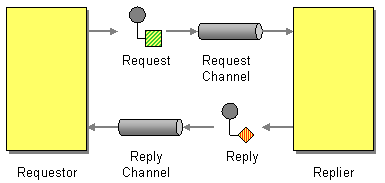 Request
Request
Channel
Requestor
Reply
Channel
Reply
Replier